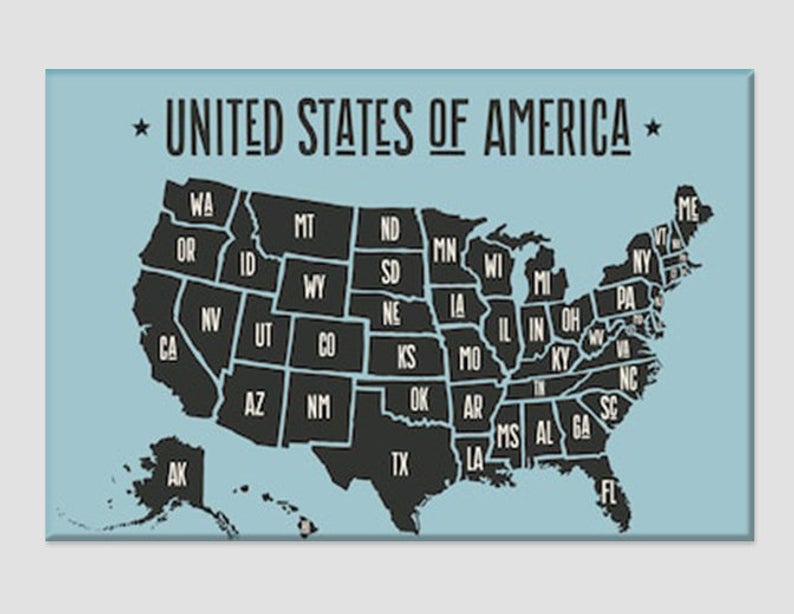 UNITED STATES OF AMERICA
WA
MT
ND
MN
ME
VT
OR
ID
SD
WI
NY
WY
MI
NV
NE
IA
PA
UT
CO
IL
IN
OH
CA
KS
MO
WV
VA
KY
AZ
NM
OK
AR
TN
NC
SC
MS
AL
GA
TX
LA
AK
FL